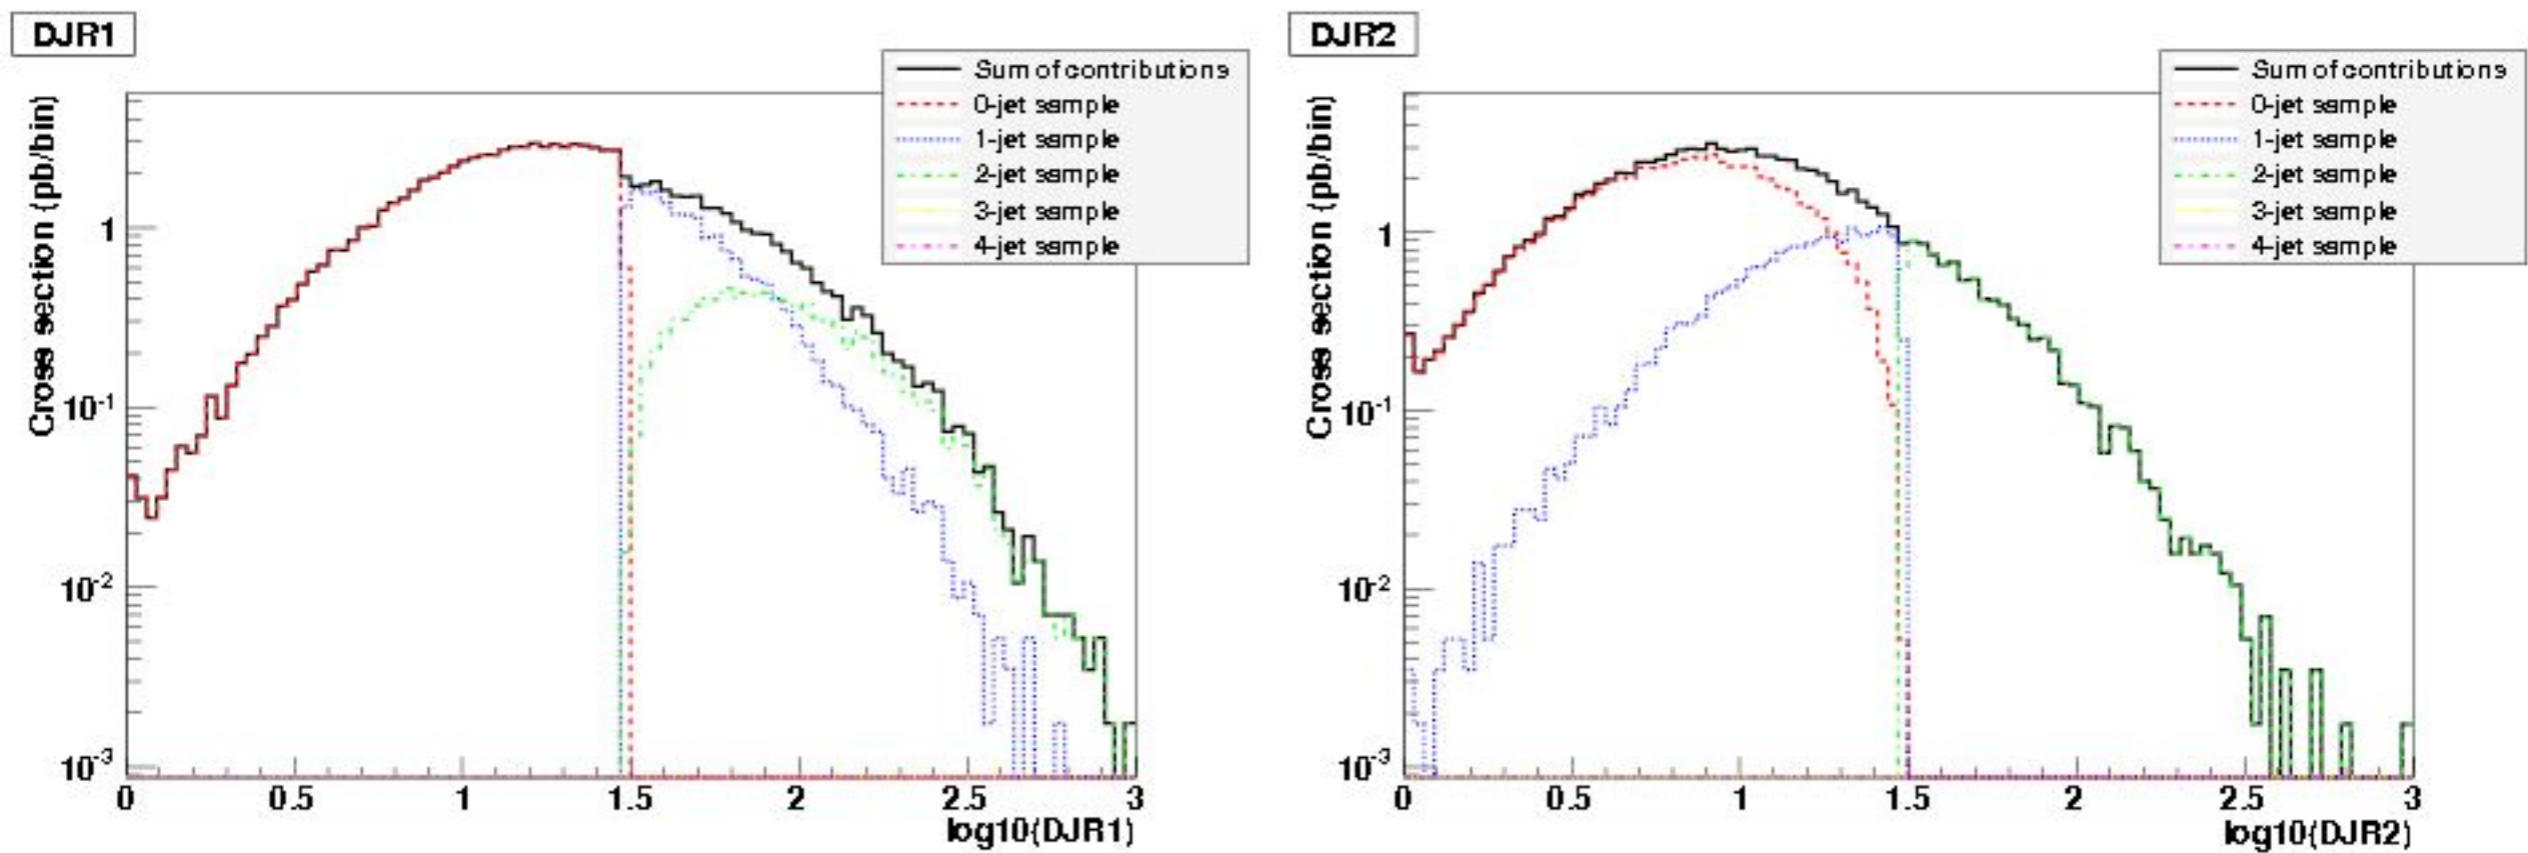 DJR1
Sum of contributions
0-jet sample
1-jet sample
2-jet sample
3-jet sample
4-jet sample
Cross section (pb/bin)
1
10-1
10-2
10-3
0 0.5 1 1.5 2 2.5 3
log10(DJR1)
DJR2
Sum of contributions
0-jet sample
1-jet sample
2-jet sample
3-jet sample
4-jet sample
Cross section (pb/bin)
1
10-1
10-2
10-3
0 0.5 1 1.5 2 2.5 3
log10(DJR2)